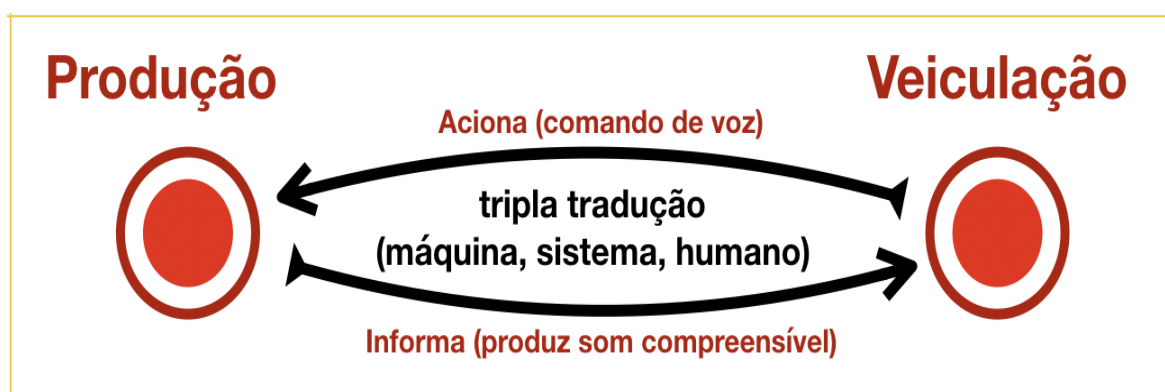 Produção
Veiculação
Aciona (comando de voz)
tripla tradução
(máquina, sistema, humano)
Informa (produz som compreensível)